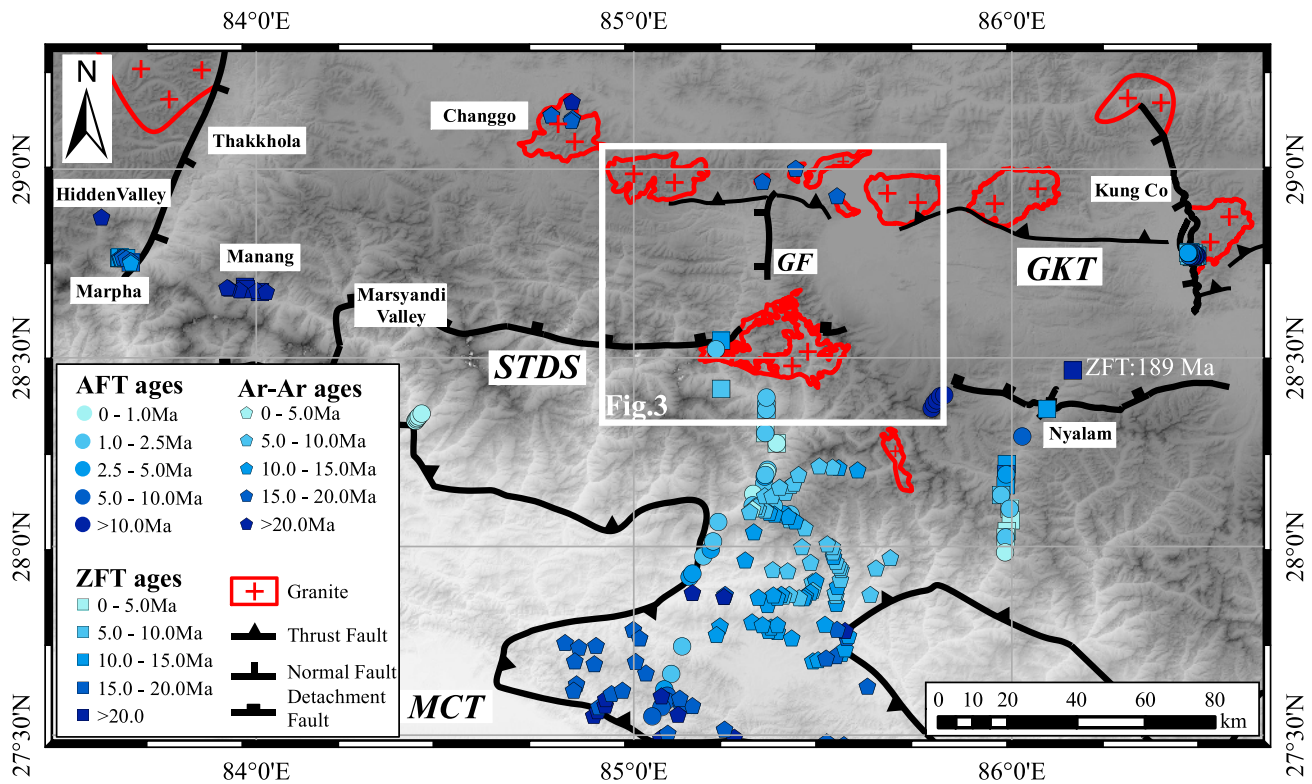 84°0'E
85°0'E
86°0'E
29°0'N
28°30'N
28°0'N
27°30'N
29°0'N
28°30'N
28°0'N
27°30'N
N
Thakkhola
Changgo
HiddenValley
Kung Co
Manang
Marpha
GF
GKT
Marsyandi
Valley
STDS
ZFT:189 Ma
Fig.3
Nyalam
MCT
AFT ages
0 - 1.0Ma
1.0 - 2.5Ma
2.5 - 5.0Ma
5.0 - 10.0Ma
>10.0Ma
Ar-Ar ages
0 - 5.0Ma
5.0 - 10.0Ma
10.0 - 15.0Ma
15.0 - 20.0Ma
>20.0Ma
ZFT ages
0 - 5.0Ma
5.0 - 10.0Ma
10.0 - 15.0Ma
15.0 - 20.0Ma
>20.0
Granite
Thrust Fault
Normal Fault
Detachment
Fault
0 10 20 40 60 80
km
84°0'E
85°0'E
86°0'E